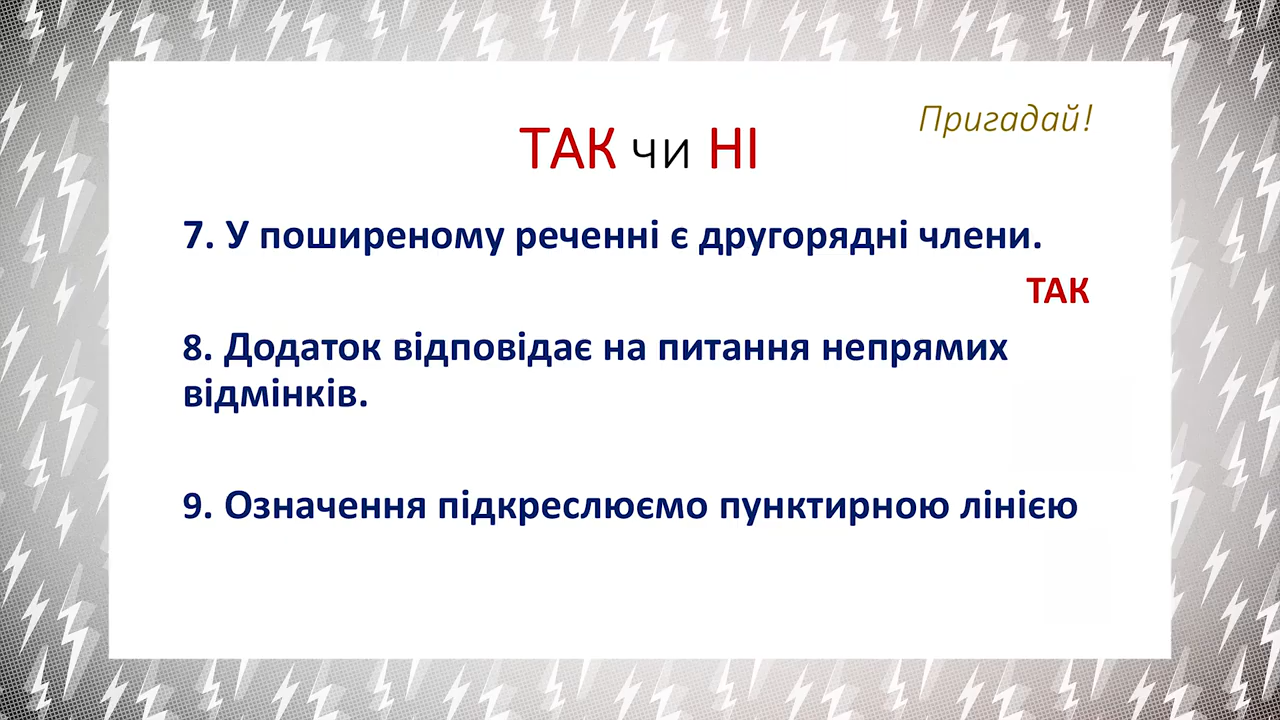 Пригадай!
ТАК чи НІ
7. У поширеному реченні є другорядні члени.
ТАК
8. Додаток відповідає на питання непрямих
відмінків.
9. Означення підкреслюємо пунктирною лінією